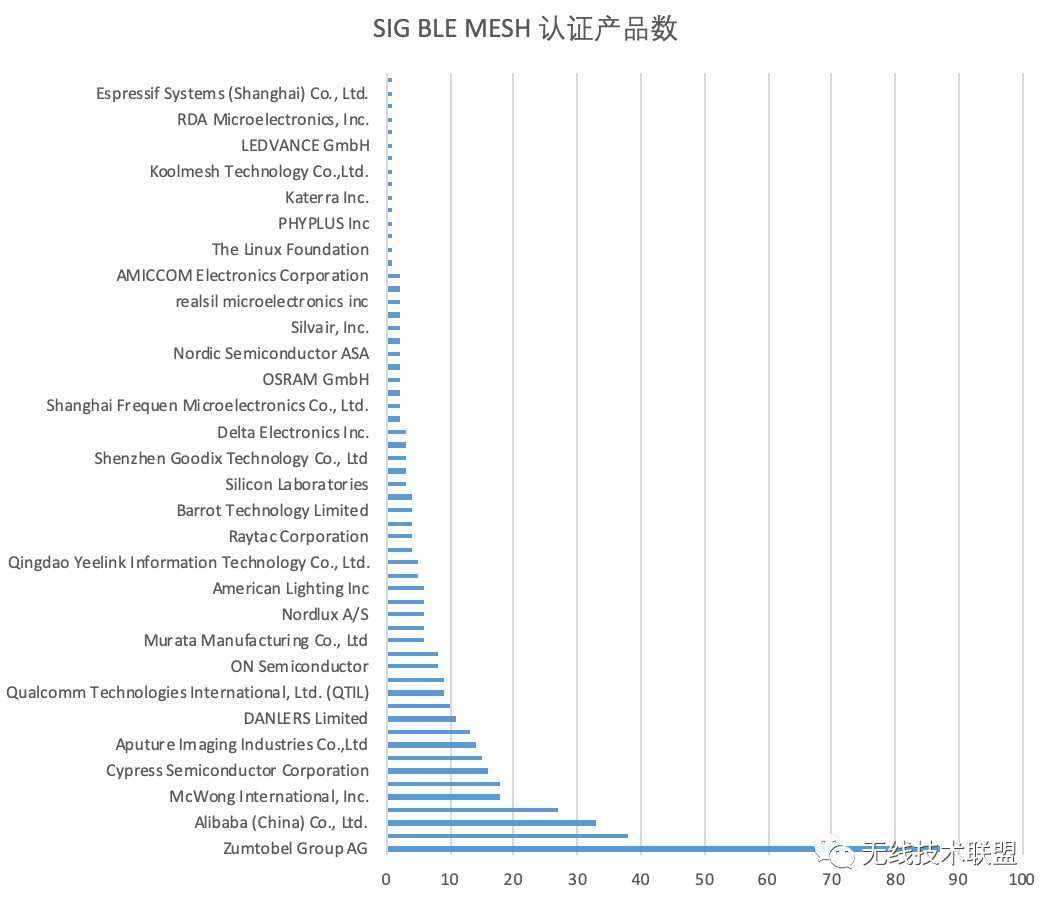 SIG BLE MESH 认证产品数
Espressif Systems (Shanghai) Co., Ltd.
RDA Microelectronics, Inc.
LEDVANCE GmbH
Koolmesh Technology Co.,Ltd.
Katerra Inc.
PHYPLUS Inc
The Linux Foundation
AMICCOM Electronics Corporation
realsil microelectronics inc
Silvair, Inc.
Nordic Semiconductor ASA
OSRAM GmbH
Shanghai Frequen Microelectronics Co., Ltd.
Delta Electronics Inc.
Shenzhen Goodix Technology Co., Ltd
Silicon Laboratories
Barrot Technology Limited
Raytac Corporation
Qingdao Yeelink Information Technology Co., Ltd.
American Lighting Inc
Nordlux A/S
Murata Manufacturing Co., Ltd
ON Semiconductor
Qualcomm Technologies International, Ltd. (QTIL)
DANLERS Limited
Aputure Imaging Industries Co.,Ltd
Cypress Semiconductor Corporation
McWong International, Inc.
Alibaba (China) Co., Ltd.
Zumtobel Group AG
无线技术联盟
0 10 20 30 40 50 60 70 80 90 100